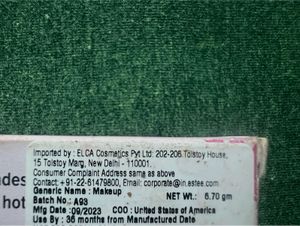 Imported by : ELCA Cosmetics Pvt Ltd. 202-206 Tolstoy House,
15 Tolstoy Marg, New Delhi - 110001.
Consumer Complaint Address same as above
Contact: +91-22-61479800, Email: corporate@in.estee.com
Generic Name : Makeup
NET Wt.: 6.70 gm
Batch No : A93
Mfg Date : 09/2023 COO : United States of America
Use By : 36 months from Manufactured Date
hot